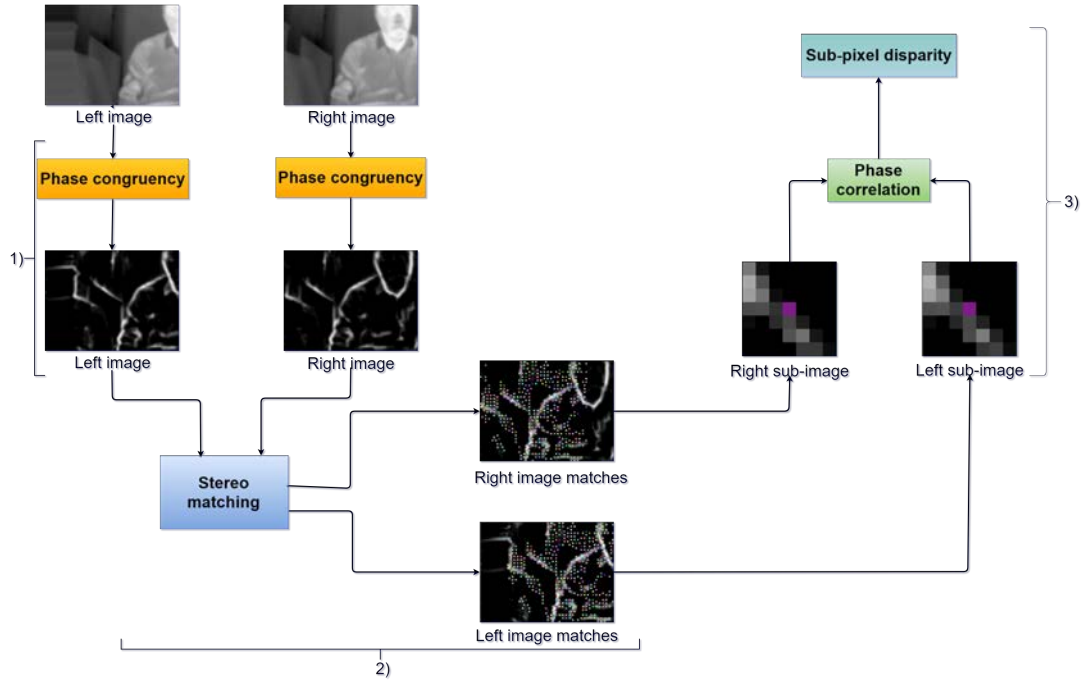 Left image
Right image
Phase congruency
Phase congruency
1)
Left image
Right image
Stereo
matching
Right image matches
Left image matches
2)
Sub-pixel disparity
Phase
correlation
3)
Right sub-image
Left sub-image